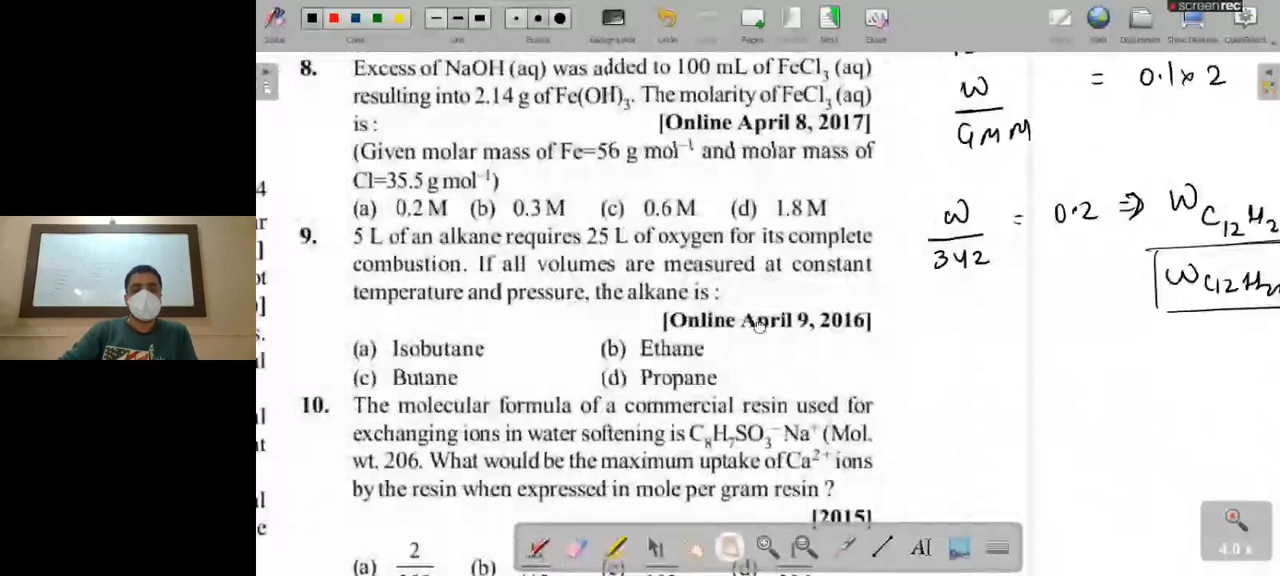 screenrec
8. Excess of NaOH (aq) was added to 100 mL of FeCl₃ (aq)
resulting into 2.14 g of Fe(OH)₃. The molarity of FeCl₃ (aq)
is : [Online April 8, 2017]
(Given molar mass of Fe=56 g mol⁻¹ and molar mass of
Cl=35.5 g mol⁻¹)
(a) 0.2 M (b) 0.3 M (c) 0.6 M (d) 1.8 M
9. 5 L of an alkane requires 25 L of oxygen for its complete
combustion. If all volumes are measured at constant
temperature and pressure, the alkane is :
[Online April 9, 2016]
(a) Isobutane (b) Ethane
(c) Butane (d) Propane
10. The molecular formula of a commercial resin used for
exchanging ions in water softening is C₈H₇SO₃⁻ Na⁺ (Mol.
wt. 206. What would be the maximum uptake of Ca²⁺ ions
by the resin when expressed in mole per gram resin ?
[2015]
(a) 2 (b)
W/GMM = 0.1 x 2
W/342 = 0.2 ⇒ W C₁₂H₂
W C₁₂H₂
4.0 x